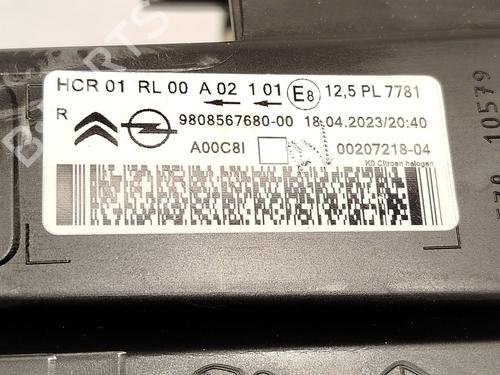 HCR 01 RL 00 A 02 1 01 E8 12,5 PL 7781
R
9808567680-00 18.04.2023/20:40
A00C8I 00207218-04
K0 Citroen halogen
10579